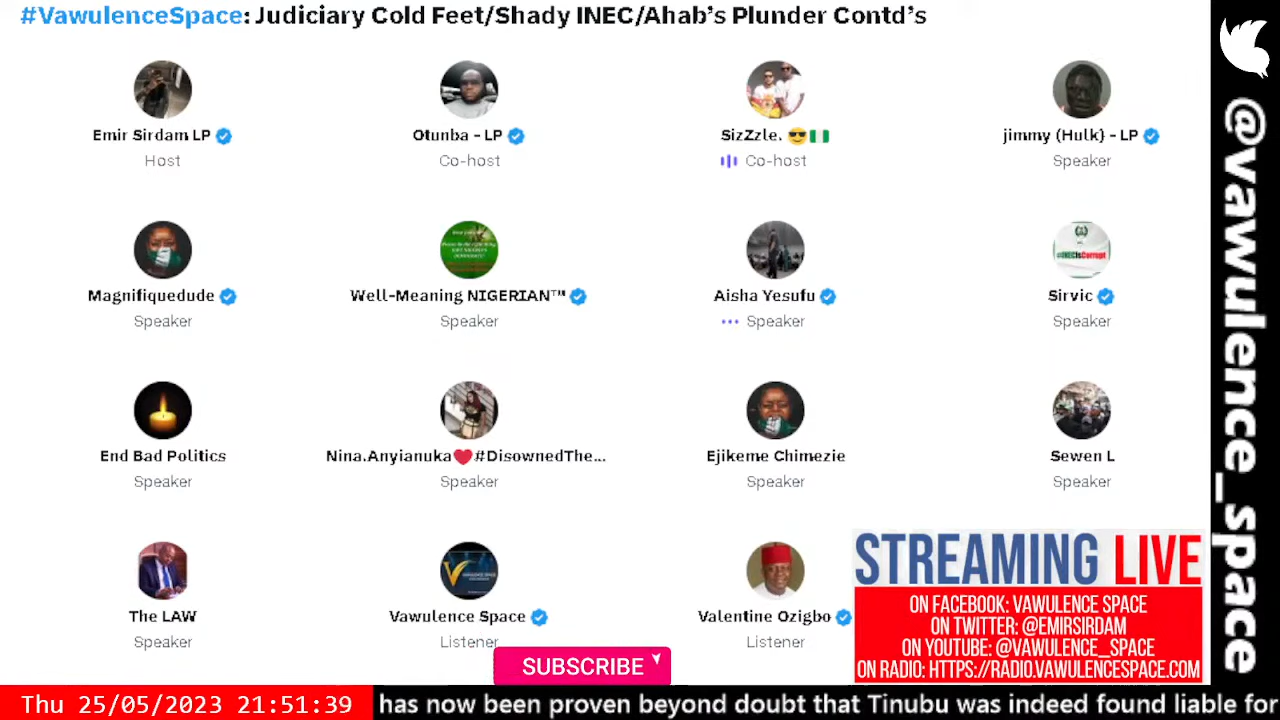 #VawulenceSpace: Judiciary Cold Feet/Shady INEC/Ahab's Plunder Contd's
Emir Sirdam LP
Host
Otunba - LP
Co-host
SizZzle. 😎🇳🇬
Co-host
jimmy (Hulk) - LP
Speaker
Magnifiquedude
Speaker
Well-Meaning NIGERIAN™
Speaker
Aisha Yesufu
Speaker
Sirvic
Speaker
#INECIsCorrupt
End Bad Politics
Speaker
Nina.Anyianuka❤️#DisownedThe...
Speaker
Ejikeme Chimezie
Speaker
Sewen L
Speaker
The LAW
Speaker
Vawulence Space
Listener
Valentine Ozigbo
Listener
STREAMING LIVE
ON FACEBOOK: VAWULENCE SPACE
ON TWITTER: @EMIRSIRDAM
ON YOUTUBE: @VAWULENCE_SPACE
ON RADIO: HTTPS://RADIO.VAWULENCESPACE.COM
SUBSCRIBE
@vawulence_space
Thu 25/05/2023 21:51:39
has now been proven beyond doubt that Tinubu was indeed found liable for